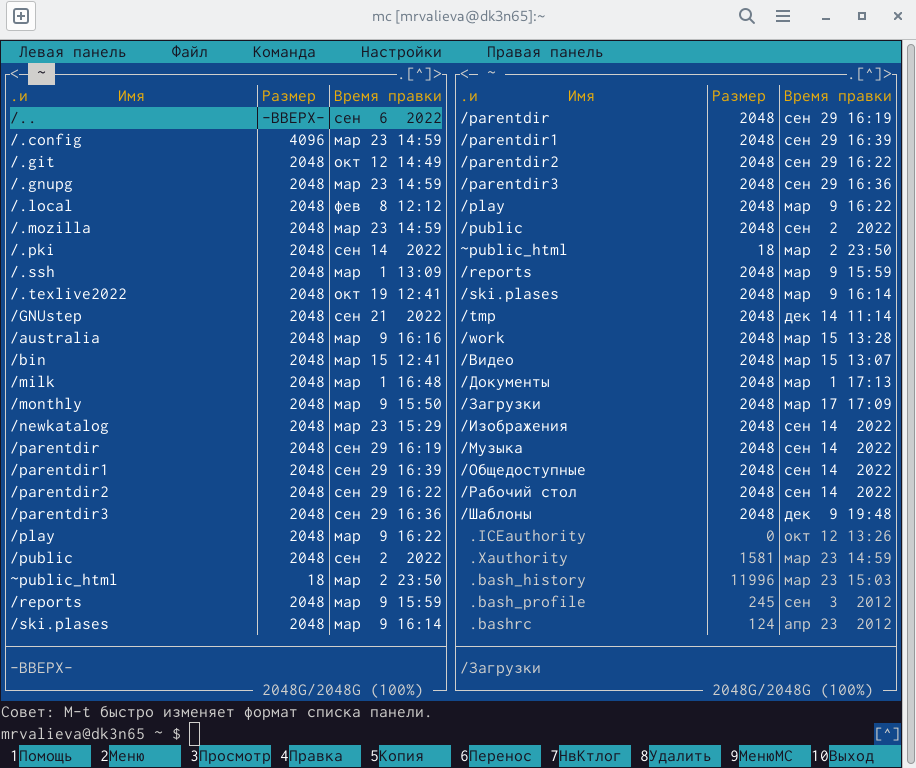 mc [mrvalieva@dk3n65]:~
Левая панель Файл Команда Настройки Правая панель
<─ ~ .[^]> <─ ~ .[^]>
.и Имя Размер Время правки .и Имя Размер Время правки
/.. -ВВЕРХ- сен 6 2022 /parentdir 2048 сен 29 16:19
/.config 4096 мар 23 14:59 /parentdir1 2048 сен 29 16:39
/.git 2048 окт 12 14:49 /parentdir2 2048 сен 29 16:22
/.gnupg 2048 мар 23 14:59 /parentdir3 2048 сен 29 16:36
/.local 2048 фев 8 12:12 /play 2048 мар 9 16:22
/.mozilla 2048 мар 23 14:59 /public 2048 сен 2 2022
/.pki 2048 сен 14 2022 ~public_html 18 мар 2 23:50
/.ssh 2048 мар 1 13:09 /reports 2048 мар 9 15:59
/.texlive2022 2048 окт 19 12:41 /ski.plases 2048 мар 9 16:14
/GNUstep 2048 сен 21 2022 /tmp 2048 дек 14 11:14
/australia 2048 мар 9 16:16 /work 2048 мар 15 13:28
/bin 2048 мар 15 12:41 /Видео 2048 мар 15 13:07
/milk 2048 мар 1 16:48 /Документы 2048 мар 1 17:13
/monthly 2048 мар 9 15:50 /Загрузки 2048 мар 17 17:09
/newkatalog 2048 мар 23 15:29 /Изображения 2048 сен 14 2022
/parentdir 2048 сен 29 16:19 /Музыка 2048 сен 14 2022
/parentdir1 2048 сен 29 16:39 /Общедоступные 2048 сен 14 2022
/parentdir2 2048 сен 29 16:22 /Рабочий стол 2048 сен 14 2022
/parentdir3 2048 сен 29 16:36 /Шаблоны 2048 дек 9 19:48
/play 2048 мар 9 16:22 .ICEauthority 0 окт 12 13:26
/public 2048 сен 2 2022 .Xauthority 1581 мар 23 14:59
~public_html 18 мар 2 23:50 .bash_history 11996 мар 23 15:03
/reports 2048 мар 9 15:59 .bash_profile 245 сен 3 2012
/ski.plases 2048 мар 9 16:14 .bashrc 124 апр 23 2012
-ВВЕРХ- /Загрузки
2048G/2048G (100%) 2048G/2048G (100%)
Совет: M-t быстро изменяет формат списка панели.
mrvalieva@dk3n65 ~ $ [^]
1Помощь 2Меню 3Просмотр 4Правка 5Копия 6Перенос 7НвКтлог 8Удалить 9МенюMC 10Выход